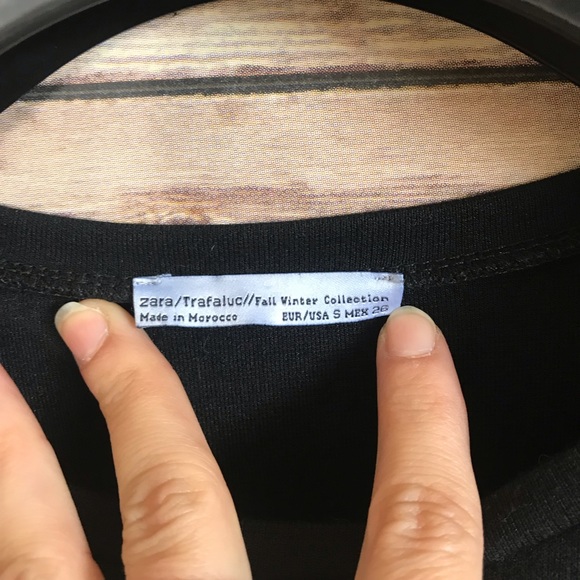 zara/Trafaluc//Fall Winter Collection
Made in Morocco EUR/USA S MEX 26